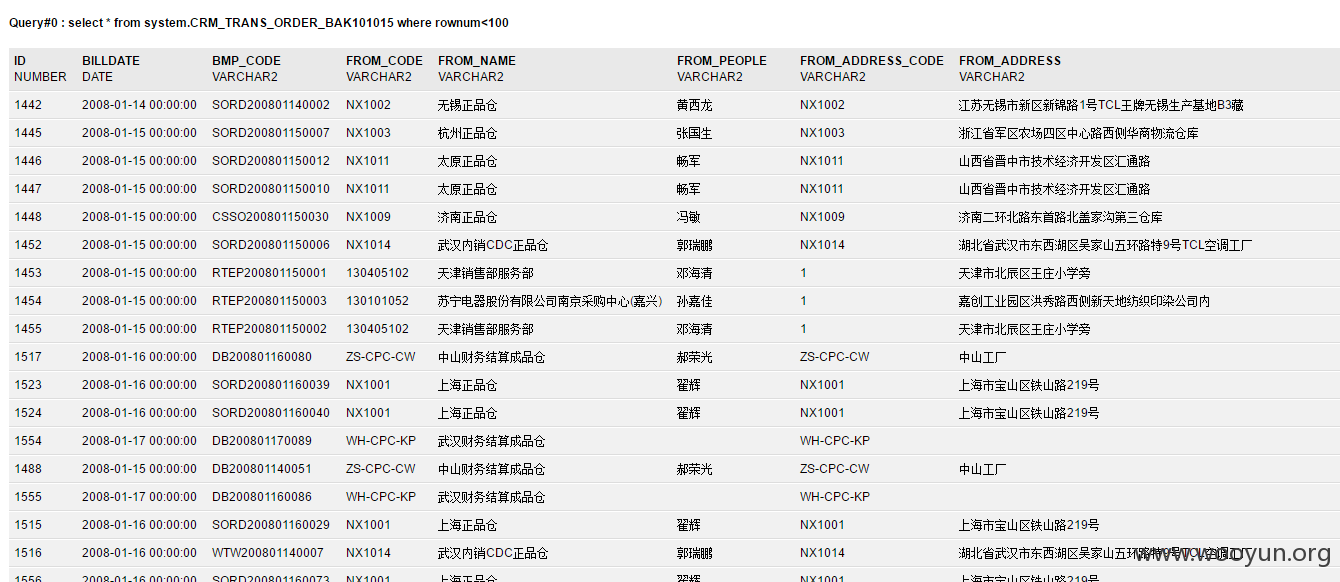 Query#0 : select * from system.CRM_TRANS_ORDER_BAK101015 where rownum<100
ID BILLDATE BMP_CODE FROM_CODE FROM_NAME FROM_PEOPLE FROM_ADDRESS_CODE FROM_ADDRESS
NUMBER DATE VARCHAR2 VARCHAR2 VARCHAR2 VARCHAR2 VARCHAR2 VARCHAR2
1442 2008-01-14 00:00:00 SORD200801140002 NX1002 无锡正品仓 黄西龙 NX1002 江苏无锡市新区新锦路1号TCL王牌无锡生产基地B3藏
1445 2008-01-15 00:00:00 SORD200801150007 NX1003 杭州正品仓 张国生 NX1003 浙江省军区农场四区中心路西侧华商物流仓库
1446 2008-01-15 00:00:00 SORD200801150012 NX1011 太原正品仓 畅军 NX1011 山西省晋中市技术经济开发区汇通路
1447 2008-01-15 00:00:00 SORD200801150010 NX1011 太原正品仓 畅军 NX1011 山西省晋中市技术经济开发区汇通路
1448 2008-01-15 00:00:00 CSSO200801150030 NX1009 济南正品仓 冯敏 NX1009 济南二环北路东首路北盖家沟第三仓库
1452 2008-01-15 00:00:00 SORD200801150006 NX1014 武汉内销CDC正品仓 郭瑞鹏 NX1014 湖北省武汉市东西湖区吴家山五环路特9号TCL空调工厂
1453 2008-01-15 00:00:00 RTEP200801150001 130405102 天津销售部服务部 邓海清 1 天津市北辰区王庄小学旁
1454 2008-01-15 00:00:00 RTEP200801150003 130101052 苏宁电器股份有限公司南京采购中心(嘉兴) 孙嘉佳 1 嘉创工业园区洪秀路西侧新天地纺织印染公司内
1455 2008-01-15 00:00:00 RTEP200801150002 130405102 天津销售部服务部 邓海清 1 天津市北辰区王庄小学旁
1517 2008-01-16 00:00:00 DB200801160080 ZS-CPC-CW 中山财务结算成品仓 郝荣光 ZS-CPC-CW 中山工厂
1523 2008-01-16 00:00:00 SORD200801160039 NX1001 上海正品仓 翟辉 NX1001 上海市宝山区铁山路219号
1524 2008-01-16 00:00:00 SORD200801160040 NX1001 上海正品仓 翟辉 NX1001 上海市宝山区铁山路219号
1554 2008-01-17 00:00:00 DB200801170089 WH-CPC-KP 武汉财务结算成品仓 WH-CPC-KP
1488 2008-01-15 00:00:00 DB200801140051 ZS-CPC-CW 中山财务结算成品仓 郝荣光 ZS-CPC-CW 中山工厂
1555 2008-01-17 00:00:00 DB200801160086 WH-CPC-KP 武汉财务结算成品仓 WH-CPC-KP
1515 2008-01-16 00:00:00 SORD200801160029 NX1001 上海正品仓 翟辉 NX1001 上海市宝山区铁山路219号
1516 2008-01-16 00:00:00 WTW200801140007 NX1014 武汉内销CDC正品仓 郭瑞鹏 NX1014 湖北省武汉市东西湖区吴家山五环路特9号TCL空调工厂
www.wooyun.org
1556 2008-01-16 00:00:00 SORD200801160073 NX1001 上海正品仓 翟辉 NX1001 上海市宝山区铁山路219号